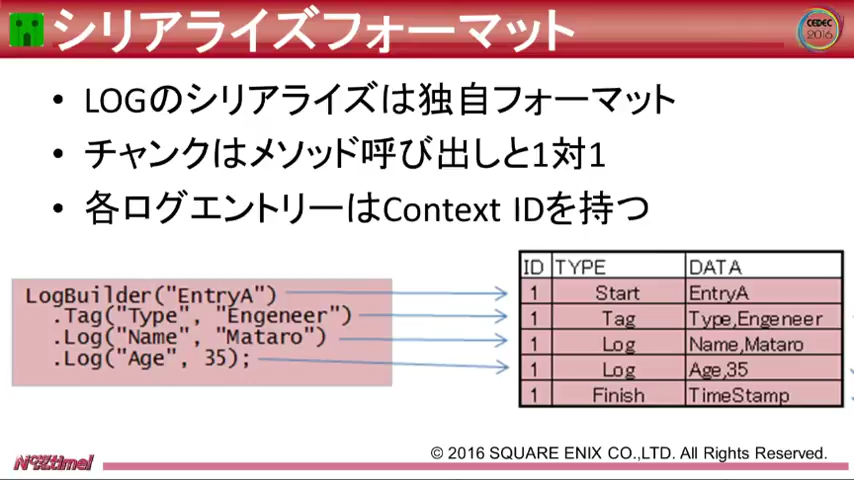 シリアライズフォーマット
CEDEC
2016
• LOGのシリアライズは独自フォーマット
• チャンクはメソッド呼び出しと1対1
• 各ログエントリーはContext IDを持つ
LogBuilder("EntryA")
.Tag("Type", "Engeneer")
.Log("Name", "Mataro")
.Log("Age", 35);
ID TYPE DATA
1 Start EntryA
1 Tag Type,Engeneer
1 Log Name,Mataro
1 Log Age,35
1 Finish TimeStamp
© 2016 SQUARE ENIX CO.,LTD. All Rights Reserved.